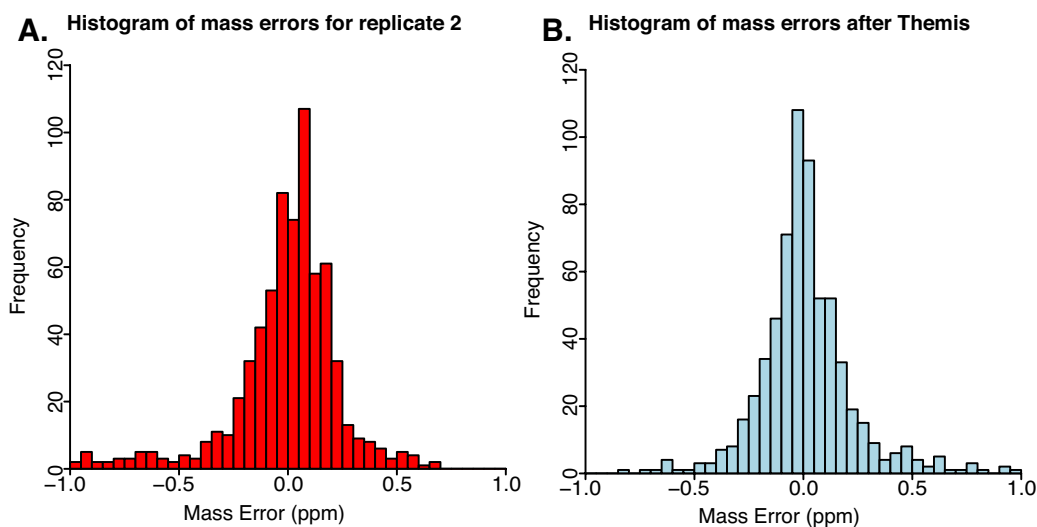 A. Histogram of mass errors for replicate 2
120
100
80
60
40
20
0
Frequency
−1.0 −0.5 0.0 0.5 1.0
Mass Error (ppm)
B. Histogram of mass errors after Themis
120
100
80
60
40
20
0
Frequency
−1.0 −0.5 0.0 0.5 1.0
Mass Error (ppm)